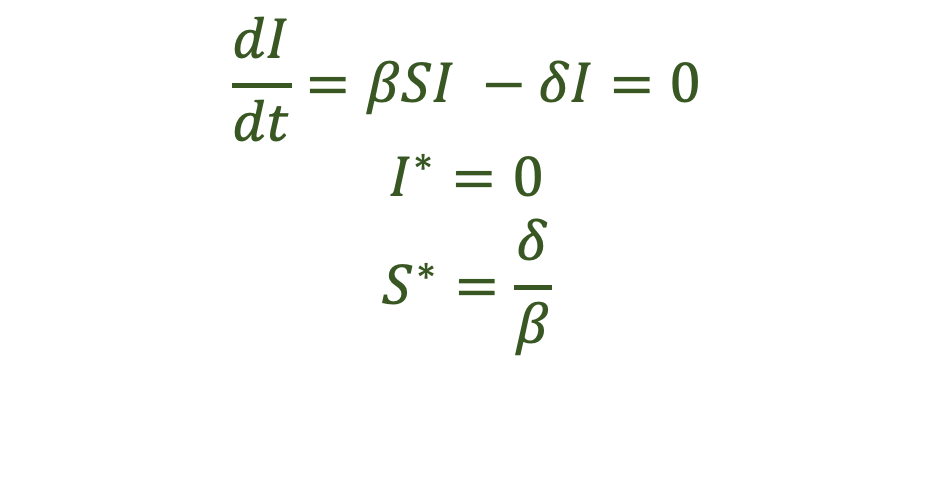 dI/dt = βSI − δI = 0
I* = 0
S* = δ/β